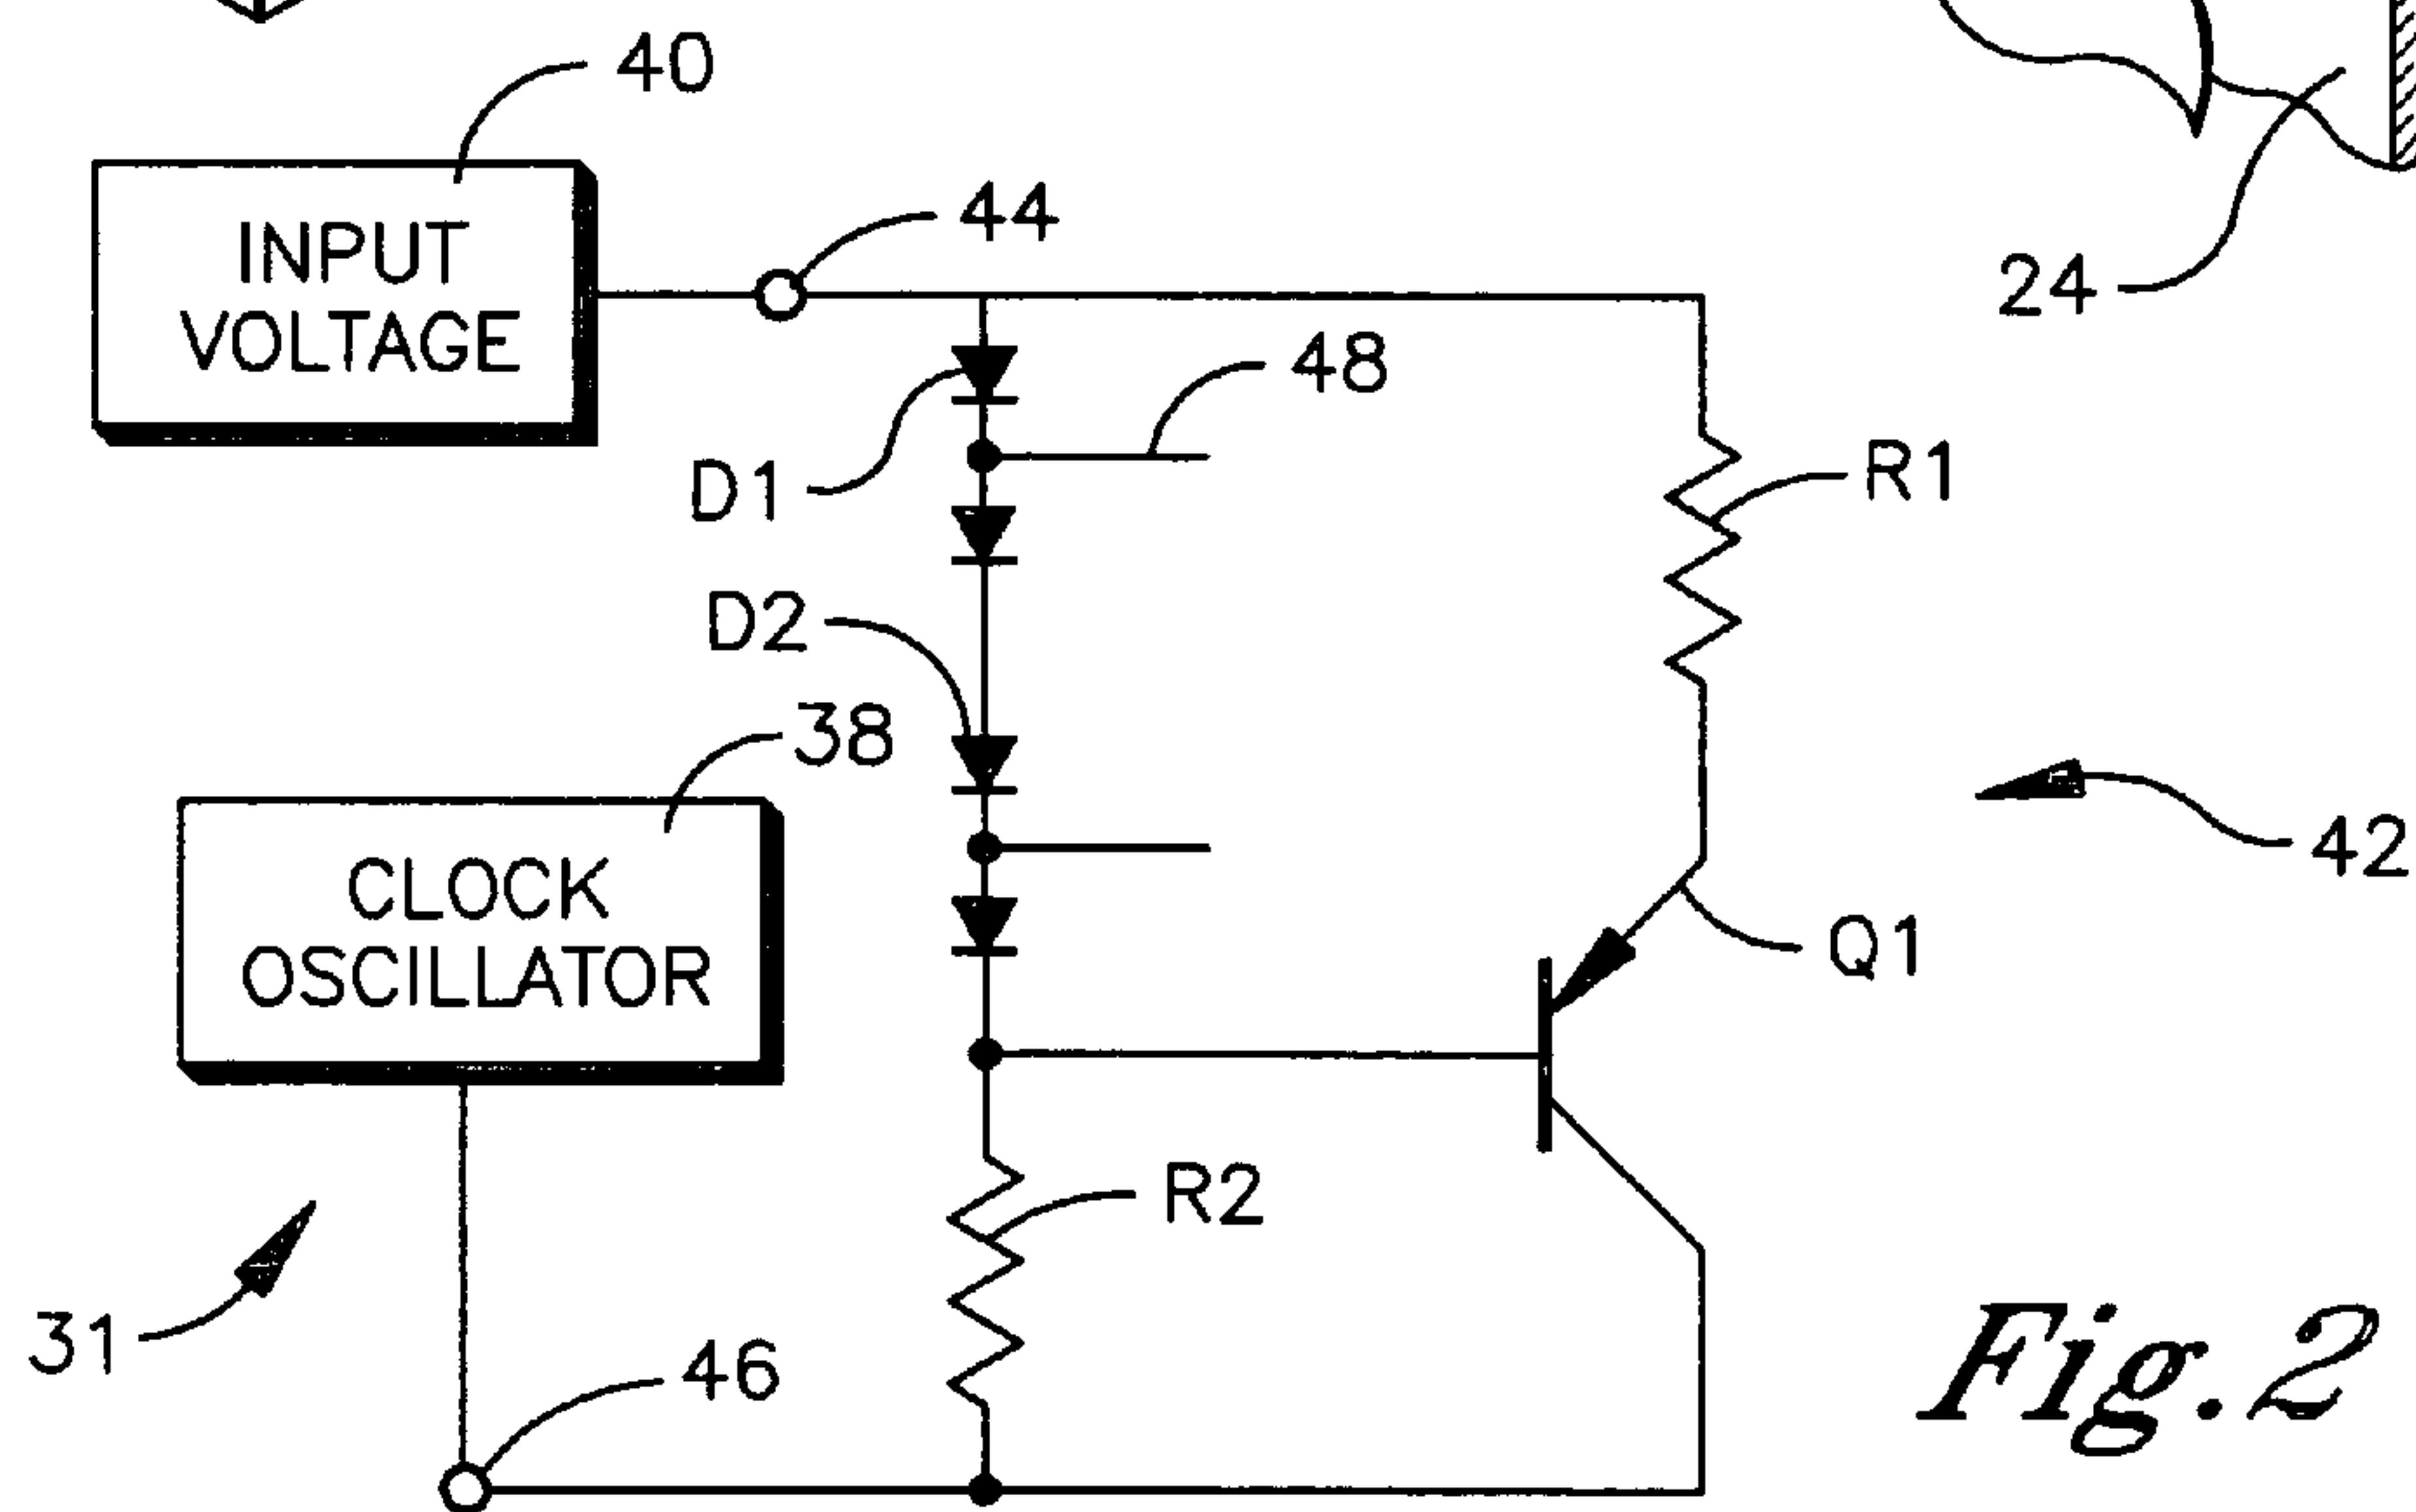 40
INPUT
VOLTAGE
44
24
48
D1
R1
D2
38
42
CLOCK
OSCILLATOR
Q1
R2
31
46
Fig.2